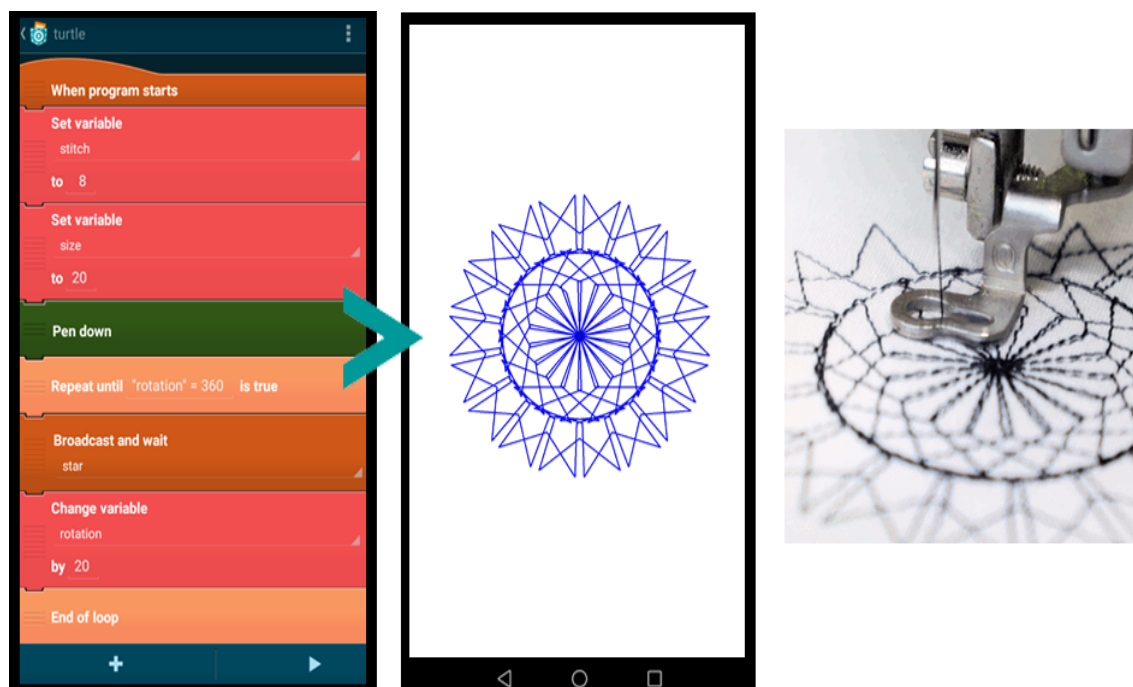 turtle
When program starts
Set variable
stitch
to 8
Set variable
size
to 20
Pen down
Repeat until "rotation" = 360 is true
Broadcast and wait
star
Change variable
rotation
by 20
End of loop